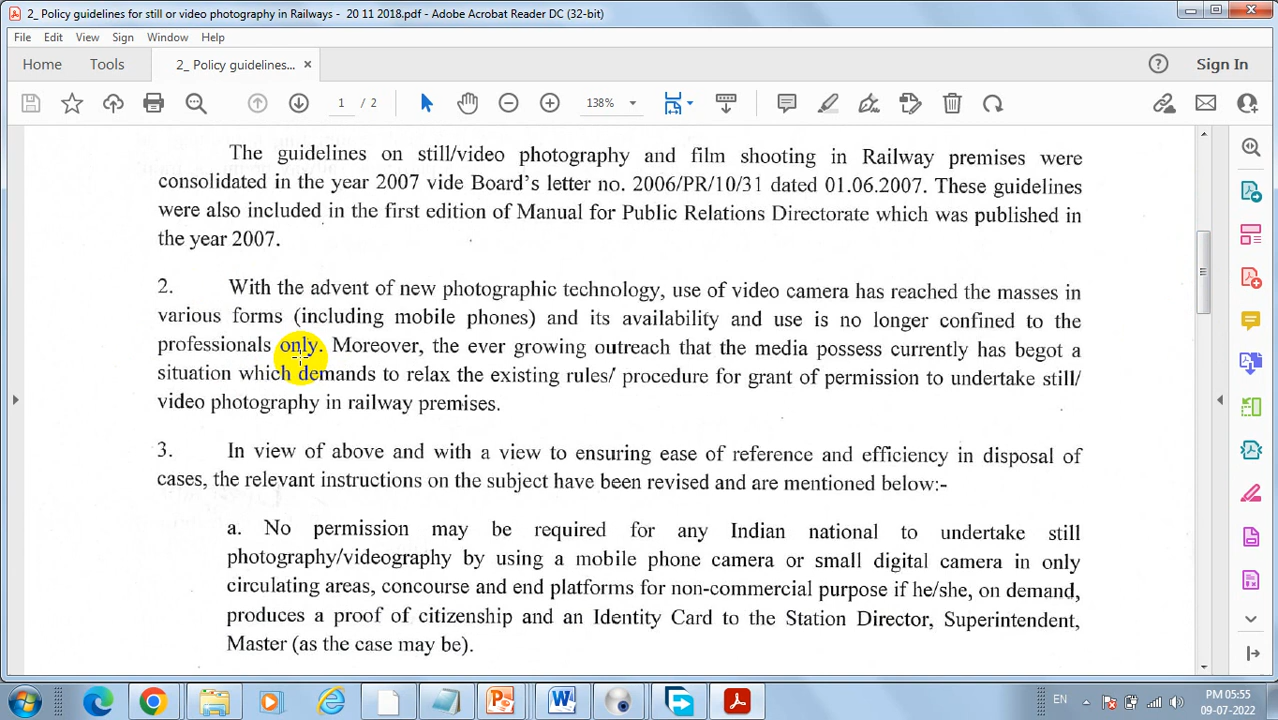 2_ Policy guidelines for still or video photography in Railways - 20 11 2018.pdf - Adobe Acrobat Reader DC (32-bit)
File Edit View Sign Window Help
Home Tools 2_ Policy guidelines... × Sign In
1 / 2 138%
The guidelines on still/video photography and film shooting in Railway premises were
consolidated in the year 2007 vide Board's letter no. 2006/PR/10/31 dated 01.06.2007. These guidelines
were also included in the first edition of Manual for Public Relations Directorate which was published in
the year 2007.
2. With the advent of new photographic technology, use of video camera has reached the masses in
various forms (including mobile phones) and its availability and use is no longer confined to the
professionals only. Moreover, the ever growing outreach that the media possess currently has begot a
situation which demands to relax the existing rules/ procedure for grant of permission to undertake still/
video photography in railway premises.
3. In view of above and with a view to ensuring ease of reference and efficiency in disposal of
cases, the relevant instructions on the subject have been revised and are mentioned below:-
a. No permission may be required for any Indian national to undertake still
photography/videography by using a mobile phone camera or small digital camera in only
circulating areas, concourse and end platforms for non-commercial purpose if he/she, on demand,
produces a proof of citizenship and an Identity Card to the Station Director, Superintendent,
Master (as the case may be).
EN PM 05:55
09-07-2022